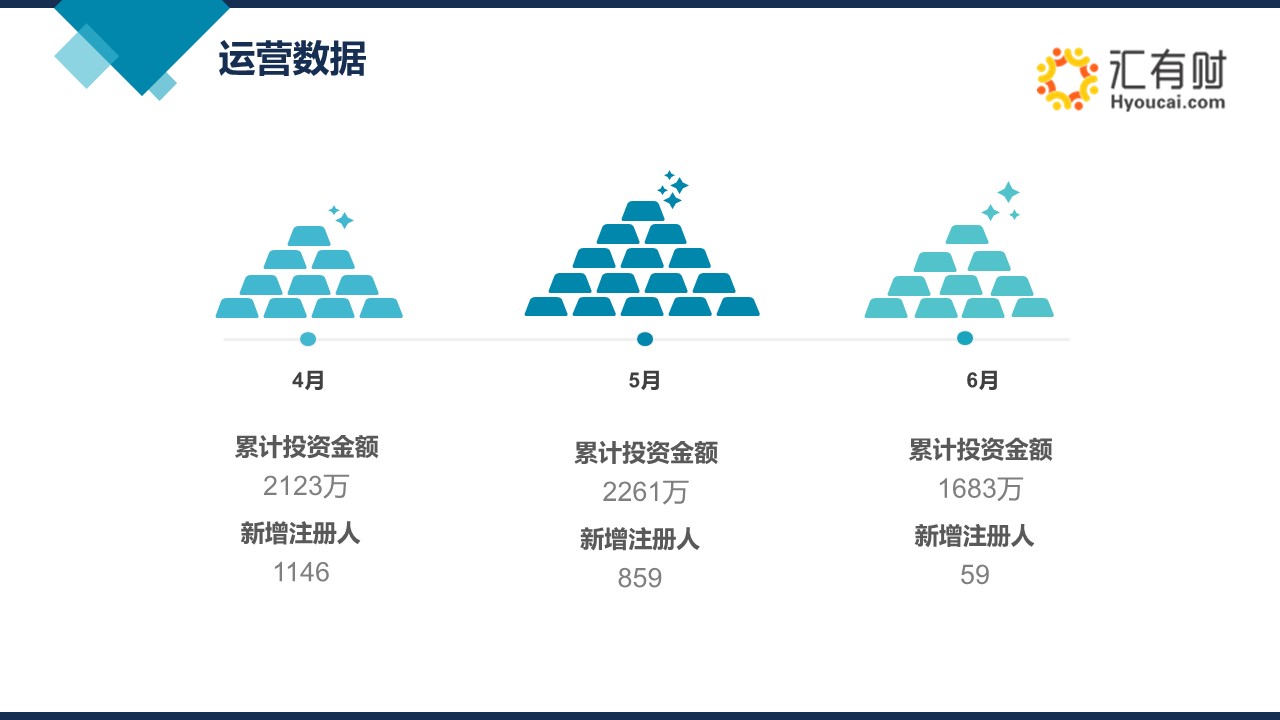 运营数据
汇有财
Hyoucai.com
4月
累计投资金额
2123万
新增注册人
1146
5月
累计投资金额
2261万
新增注册人
859
6月
累计投资金额
1683万
新增注册人
59